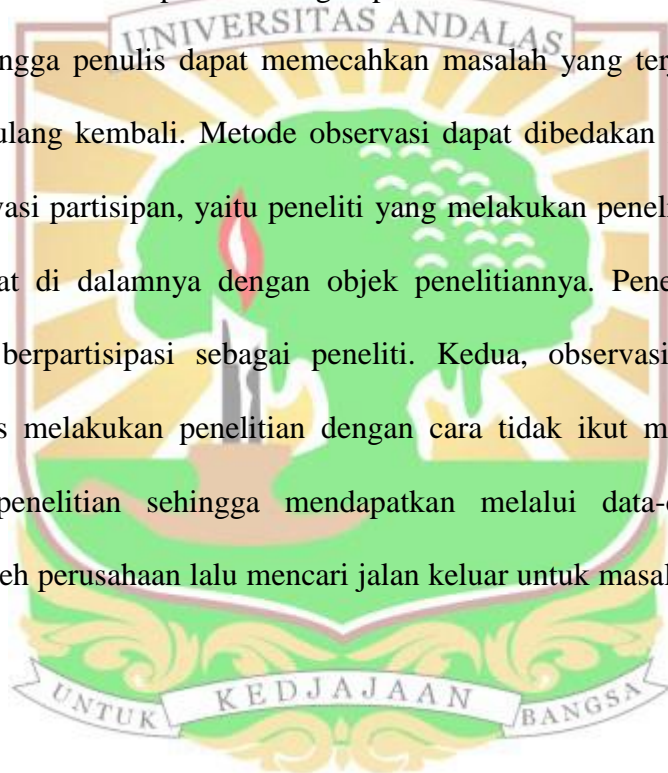 UNIVERSITAS ANDALAS
ngga penulis dapat memecahkan masalah yang terj
ulang kembali. Metode observasi dapat dibedakan
vasi partisipan, yaitu peneliti yang melakukan peneli
at di dalamnya dengan objek penelitiannya. Pene
berpartisipasi sebagai peneliti. Kedua, observasi
s melakukan penelitian dengan cara tidak ikut m
penelitian sehingga mendapatkan melalui data-
eh perusahaan lalu mencari jalan keluar untuk masal
UNTUK KEDJAJAAN BANGSA